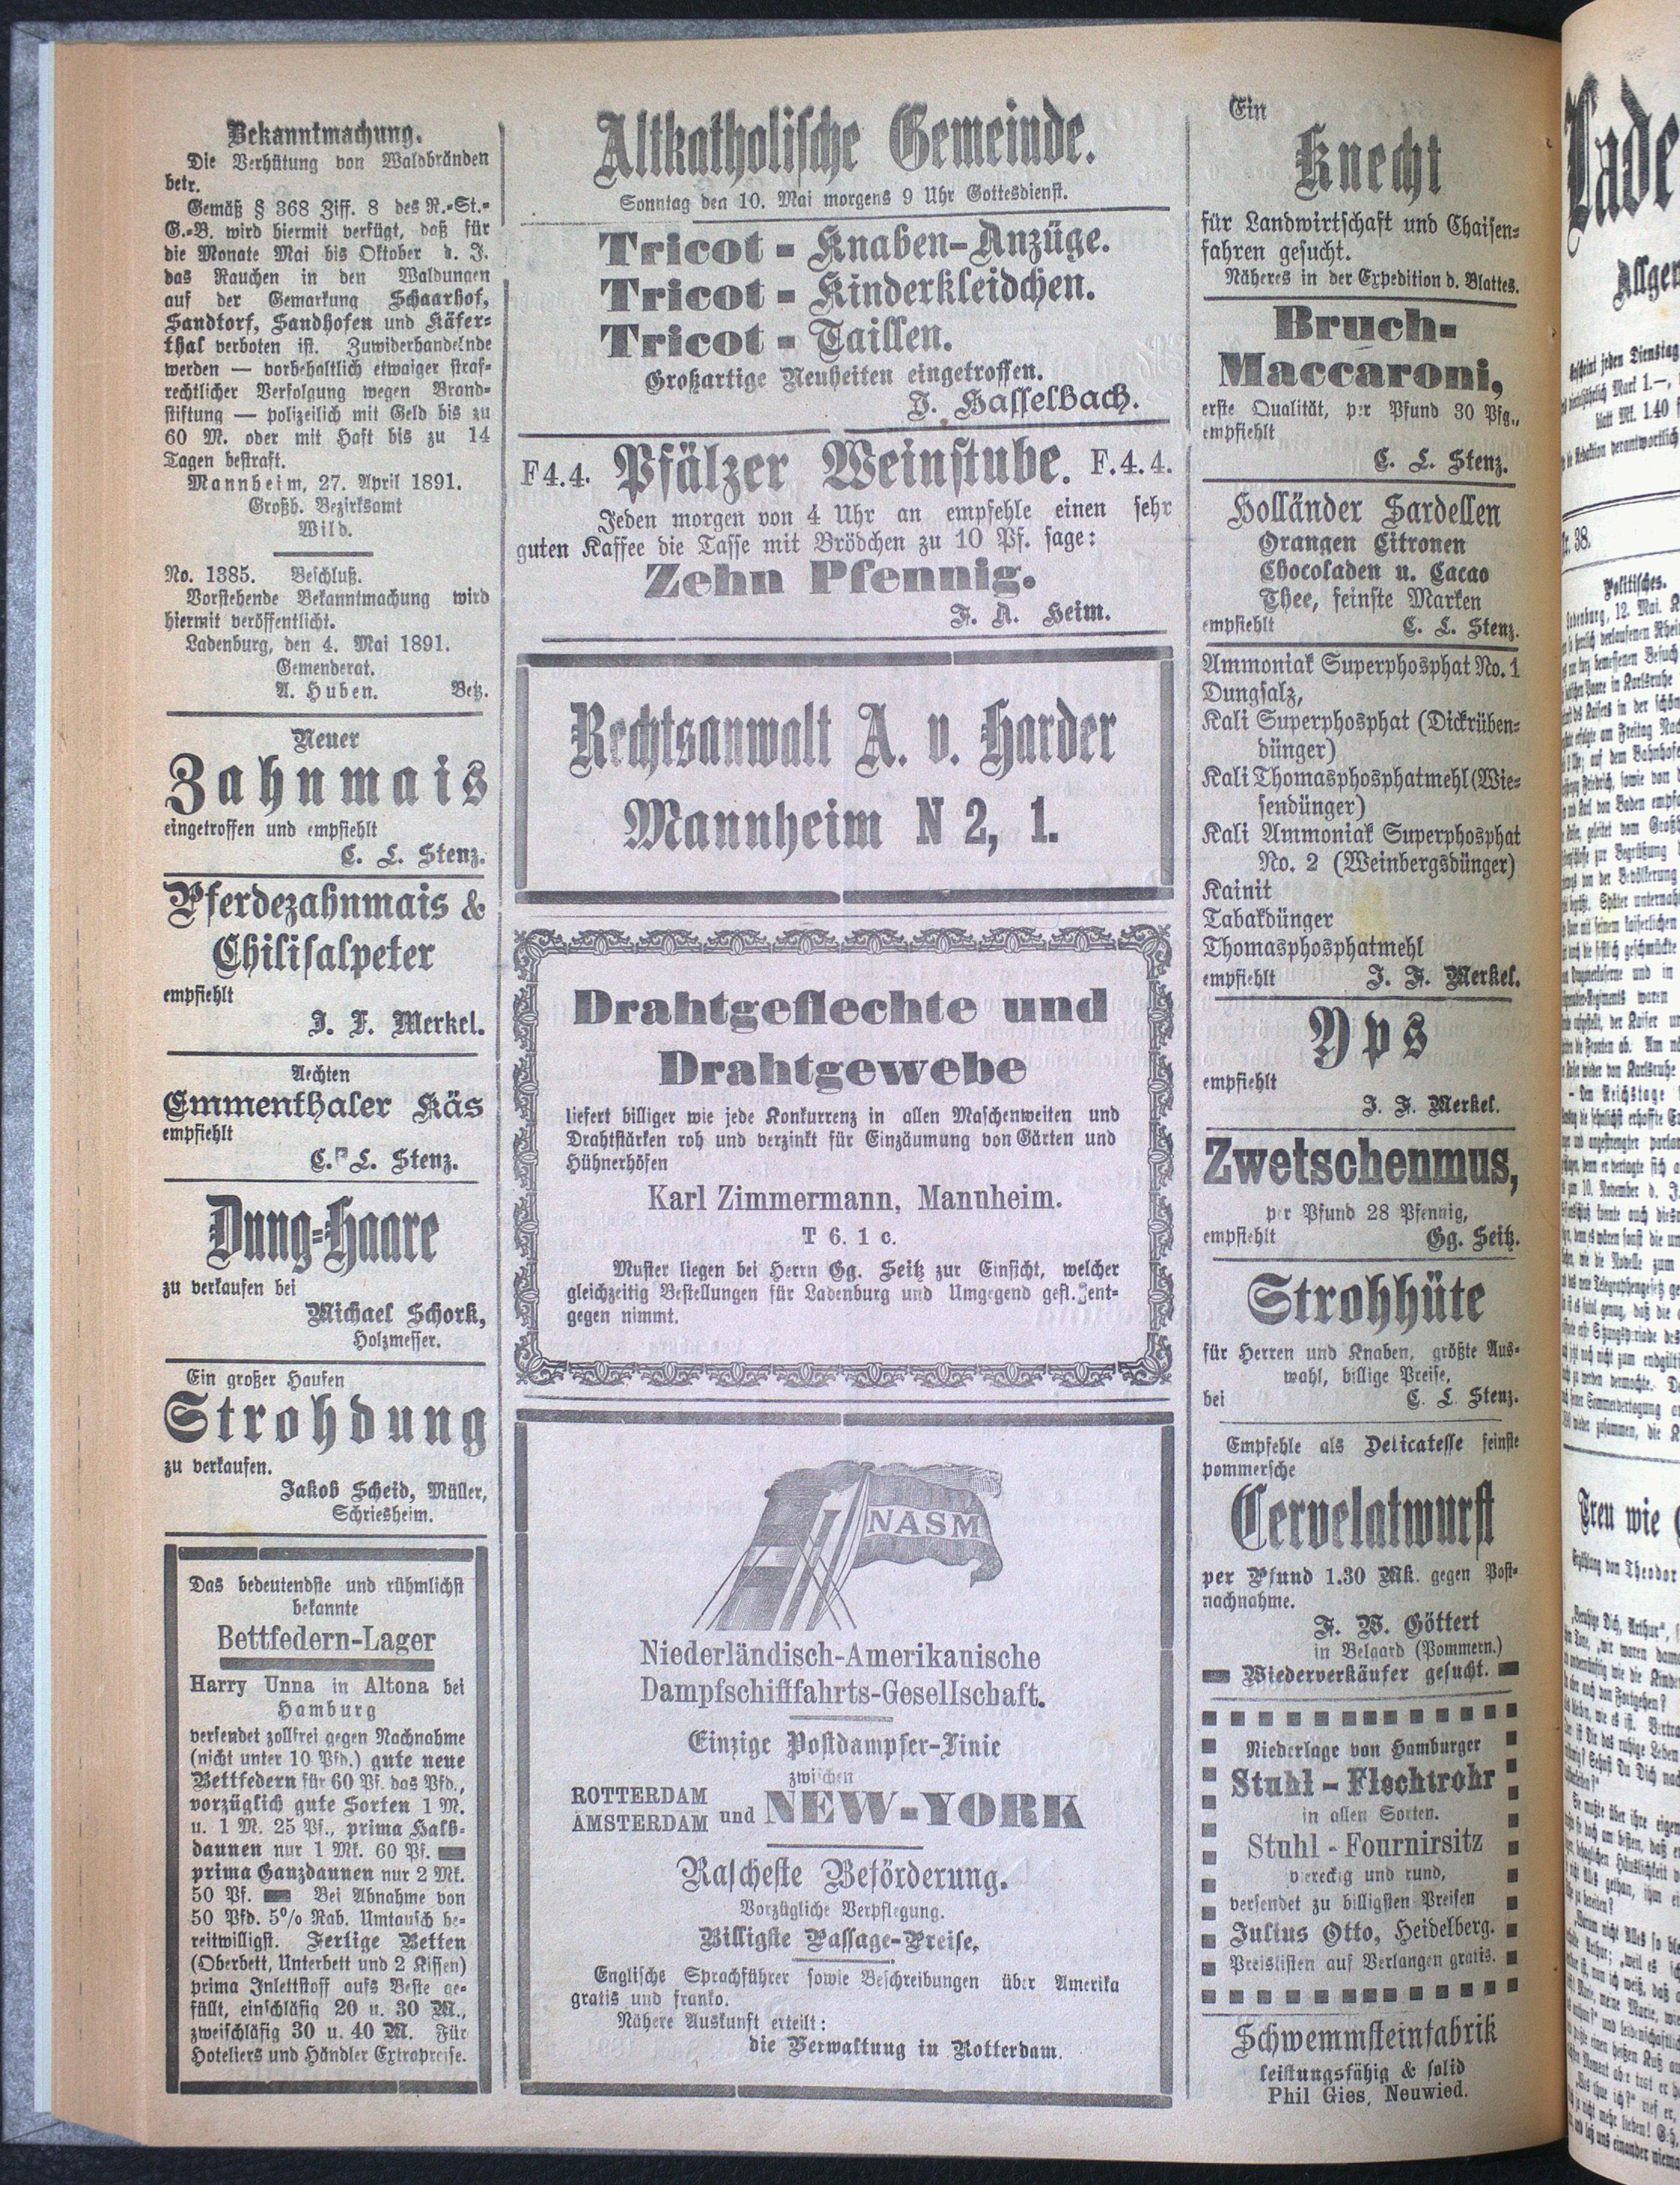 Bekanntmachung.
Die Verhütung von Waldbränden
betr.
Gemäß § 368 Ziff. 8 des R.-St.-
G.-B. wird hiermit verfügt, daß für
die Monate Mai bis Oktober d. J.
das Rauchen in den Waldungen
auf der Gemarkung Schaarhof,
Sandtorf, Sandhofen und Käfer-
thal verboten ist. Zuwiderhandelnde
werden — vorbehaltlich etwaiger straf-
rechtlicher Verfolgung wegen Brand-
stiftung — polizeilich mit Geld bis zu
60 M. oder mit Haft bis zu 14
Tagen bestraft.
Mannheim, 27. April 1891.
Großh. Bezirksamt
Wild.
No. 1385. Beschluß.
Vorstehende Bekanntmachung wird
hiermit veröffentlicht.
Ladenburg, den 4. Mai 1891.
Gemenderat.
A. Huben. Betz.
Neuer
Zahnmais
eingetroffen und empfiehlt
C. L. Stenz.
Pferdezahnmais &
Chilisalpeter
empfiehlt
J. F. Merkel.
Aechten
Emmenthaler Käs
empfiehlt
C. L. Stenz.
Dung-Haare
zu verkaufen bei
Michael Schork,
Holzmesser.
Ein großer Haufen
Strohdung
zu verkaufen.
Jakob Scheid, Müller,
Schriesheim.
Das bedeutendste und rühmlichst
bekannte
Bettfedern-Lager
Harry Unna in Altona bei
Hamburg
versendet zollfrei gegen Nachnahme
(nicht unter 10 Pfd.) gute neue
Bettfedern für 60 Pf. das Pfd.,
vorzüglich gute Sorten 1 M.
u. 1 M. 25 Pf., prima Halb-
daunen nur 1 Mk. 60 Pf.
prima Ganzdaunen nur 2 Mk.
50 Pf. Bei Abnahme von
50 Pfd. 5% Rab. Umtausch be-
reitwilligst. Fertige Betten
(Oberbett, Unterbett und 2 Kissen)
prima Inlettstoff aufs Beste ge-
füllt, einschläfig 20 u. 30 M.,
zweischläfig 30 u. 40 M. Für
Hoteliers und Händler Extrapreise.
Altkatholische Gemeinde.
Sonntag den 10. Mai morgens 9 Uhr Gottesdienst.
Tricot - Knaben-Anzüge.
Tricot - Kinderkleidchen.
Tricot - Taillen.
Großartige Neuheiten eingetroffen.
J. Hasselbach.
F 4.4. Pfälzer Weinstube. F. 4. 4.
Jeden morgen von 4 Uhr an empfehle einen sehr
guten Kaffee die Tasse mit Brödchen zu 10 Pf. sage:
Zehn Pfennig.
F. A. Heim.
Rechtsanwalt A. v. Harder
Mannheim N 2, 1.
Drahtgeflechte und
Drahtgewebe
liefert billiger wie jede Konkurrenz in allen Maschenweiten und
Drahtstärken roh und verzinkt für Einzäumung von Gärten und
Hühnerhöfen
Karl Zimmermann, Mannheim.
T 6. 1 c.
Muster liegen bei Herrn Gg. Seitz zur Einsicht, welcher
gleichzeitig Bestellungen für Ladenburg und Umgegend gefl. ent-
gegen nimmt.
NASM
Niederländisch-Amerikanische
Dampfschifffahrts-Gesellschaft.
Einzige Postdampfer-Linie
zwischen
ROTTERDAM
AMSTERDAM und NEW-YORK
Rascheste Beförderung.
Vorzügliche Verpflegung.
Billigste Passage-Preise,
Englische Sprachführer sowie Beschreibungen über Amerika
gratis und franko.
Nähere Auskunft erteilt:
die Verwaltung in Rotterdam.
Ein
Knecht
für Landwirtschaft und Chaisen-
fahren gesucht.
Näheres in der Expedition d. Blattes.
Bruch-
Maccaroni,
erste Qualität, per Pfund 30 Pfg.,
empfiehlt
C. L. Stenz.
Holländer Sardellen
Orangen Citronen
Chocoladen u. Cacao
Thee, feinste Marken
empfiehlt C. L. Stenz.
Ammoniak Superphosphat No. 1
Dungsalz,
Kali Superphosphat (Dickrüben-
dünger)
Kali Thomasphosphatmehl (Wie-
sendünger)
Kali Ammoniak Superphosphat
No. 2 (Weinbergsdünger)
Kainit
Tabakdünger
Thomasphosphatmehl
empfiehlt J. F. Merkel.
Yps
empfiehlt
J. F. Merkel.
Zwetschenmus,
per Pfund 28 Pfennig,
empfiehlt Gg. Seitz.
Strohhüte
für Herren und Knaben, größte Aus-
wahl, billige Preise,
bei C. L. Stenz.
Empfehle als Delicatesse feinste
pommersche
Cervelatwurst
per Pfund 1.30 Mk. gegen Post-
nachnahme.
F. W. Göttert
in Belgard (Pommern.)
Wiederverkäufer gesucht.
Niederlage von Hamburger
Stuhl - Flechtrohr
in allen Sorten.
Stuhl - Fournirsitz
viereckig und rund,
versendet zu billigsten Preisen
Julius Otto, Heidelberg.
Preislisten auf Verlangen gratis.
Schwemmsteinfabrik
leistungsfähig & solid
Phil Gies, Neuwied.
Lade
Allge
jeden Dienstag
Mark 1.—,
blatt Mk. 1.40
Redaktion verantwortlich
38.
Politisches.
12. Mai.
Treu wie
von Theodor